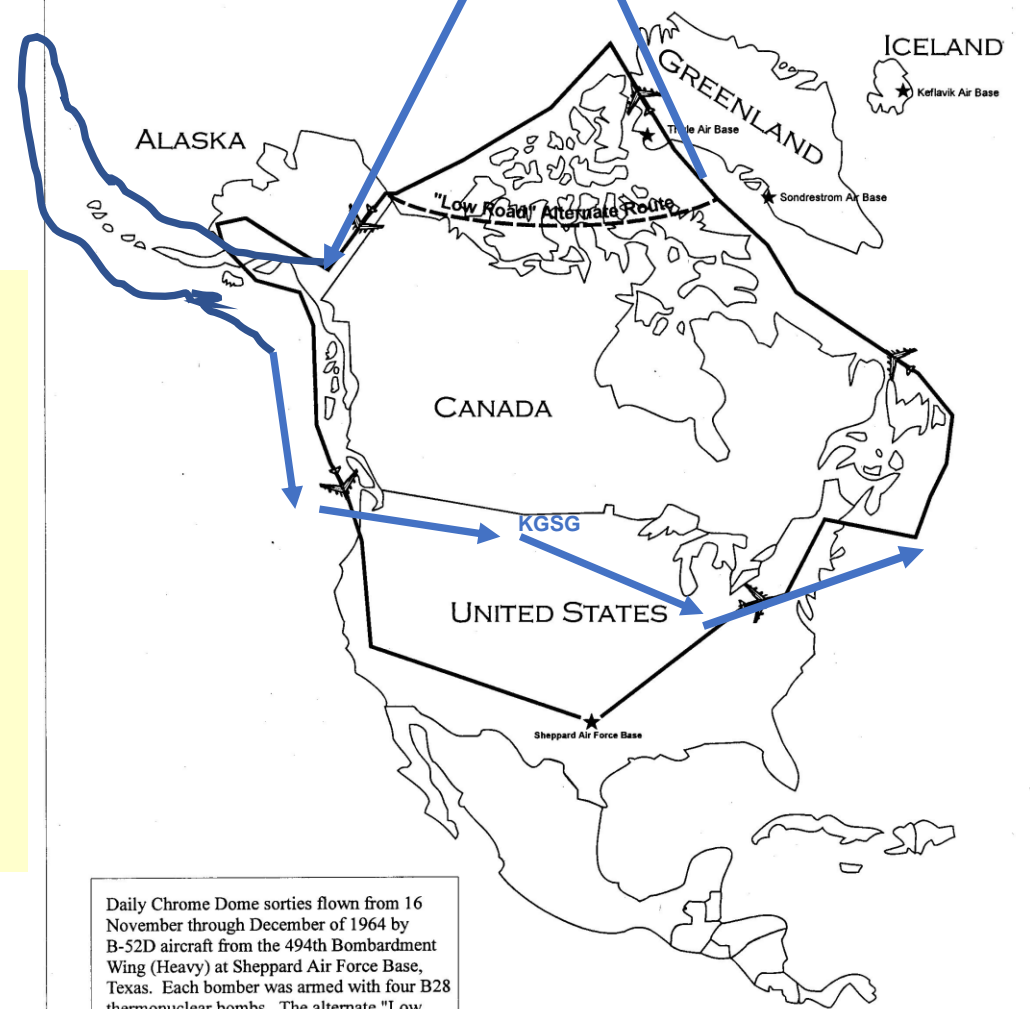 ICELAND
GREENLAND
Keflavik Air Base
ALASKA
Thule Air Base
Sondrestrom Air Base
"Low Road" Alternate Route
CANADA
KGSG
UNITED STATES
Sheppard Air Force Base
Daily Chrome Dome sorties flown from 16
November through December of 1964 by
B-52D aircraft from the 494th Bombardment
Wing (Heavy) at Sheppard Air Force Base,
Texas. Each bomber was armed with four B28
thermonuclear bombs. The alternate "Low